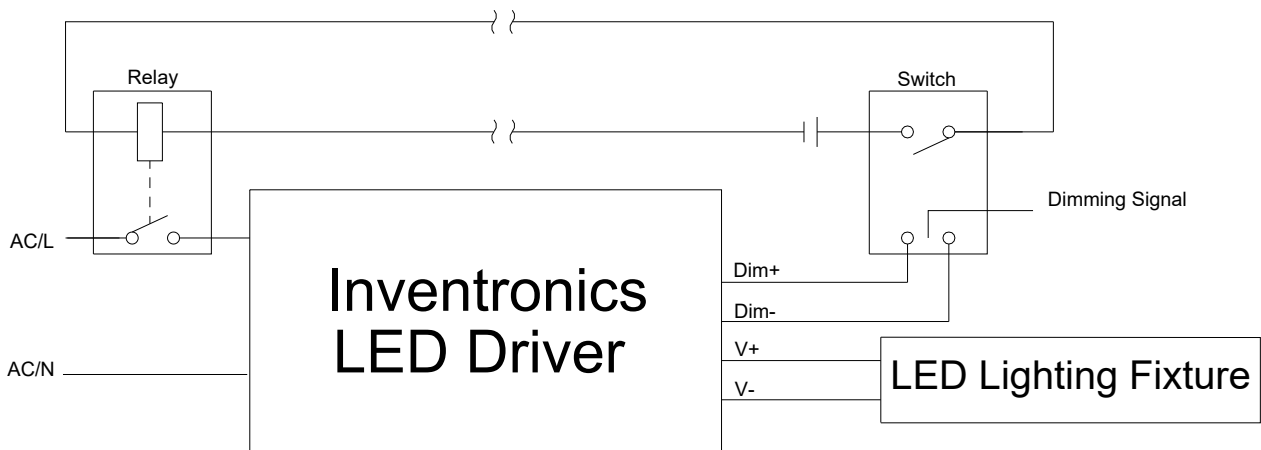 Relay
Switch
Dimming Signal
AC/L
Inventronics
LED Driver
Dim+
Dim-
V+
V-
AC/N
LED Lighting Fixture